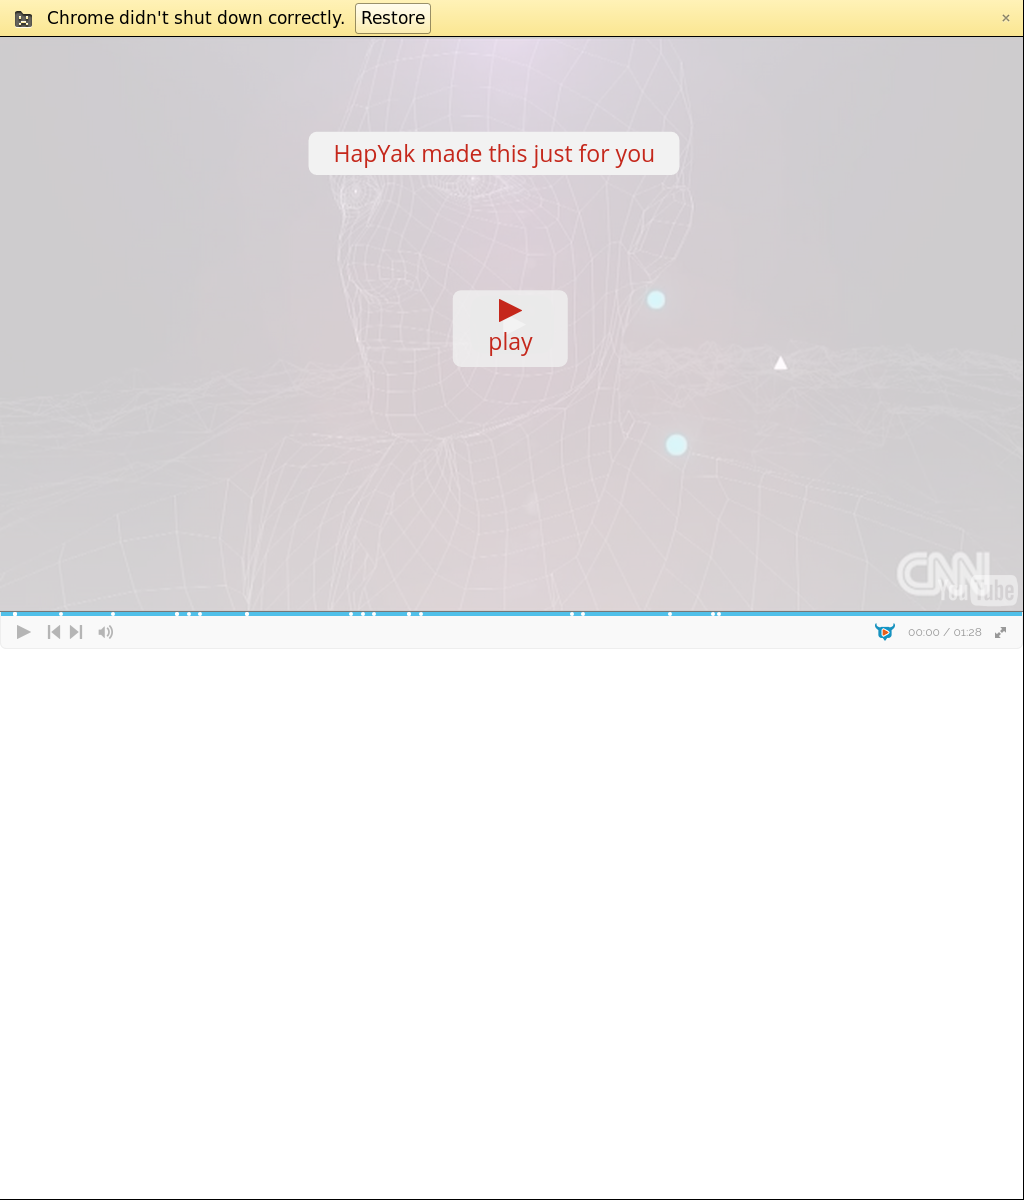 Chrome didn't shut down correctly. Restore
HapYak made this just for you
play
CNN
YouTube
00:00 / 01:28